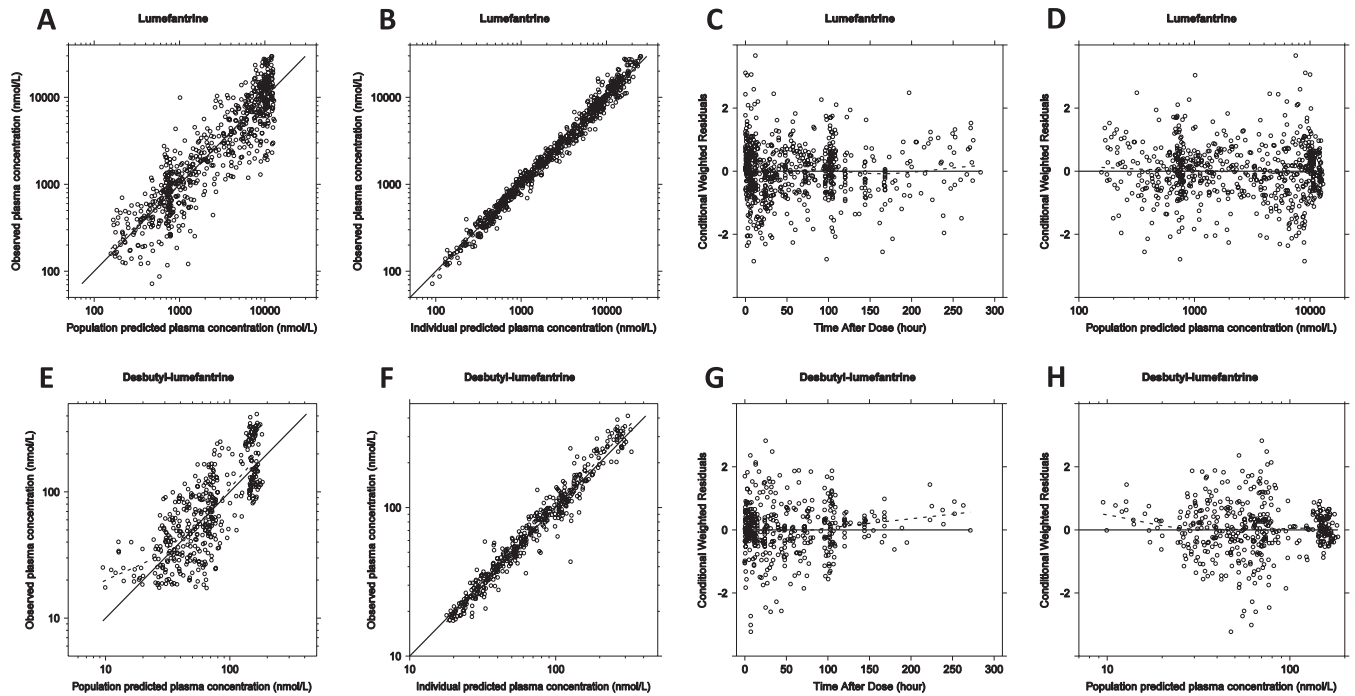 A
Lumefantrine
Observed plasma concentration (nmol/L)
10000
1000
100
100
1000
10000
Population predicted plasma concentration (nmol/L)
B
Lumefantrine
Observed plasma concentration (nmol/L)
10000
1000
100
100
1000
10000
Individual predicted plasma concentration (nmol/L)
C
Lumefantrine
Conditional Weighted Residuals
2
0
-2
0
50
100
150
200
250
300
Time After Dose (hour)
D
Lumefantrine
Conditional Weighted Residuals
2
0
-2
100
1000
10000
Population predicted plasma concentration (nmol/L)
E
Desbutyl-lumefantrine
Observed plasma concentration (nmol/L)
100
10
10
100
Population predicted plasma concentration (nmol/L)
F
Desbutyl-lumefantrine
Observed plasma concentration (nmol/L)
100
10
10
100
Individual predicted plasma concentration (nmol/L)
G
Desbutyl-lumefantrine
Conditional Weighted Residuals
2
0
-2
0
50
100
150
200
250
300
Time After Dose (hour)
H
Desbutyl-lumefantrine
Conditional Weighted Residuals
2
0
-2
10
100
Population predicted plasma concentration (nmol/L)